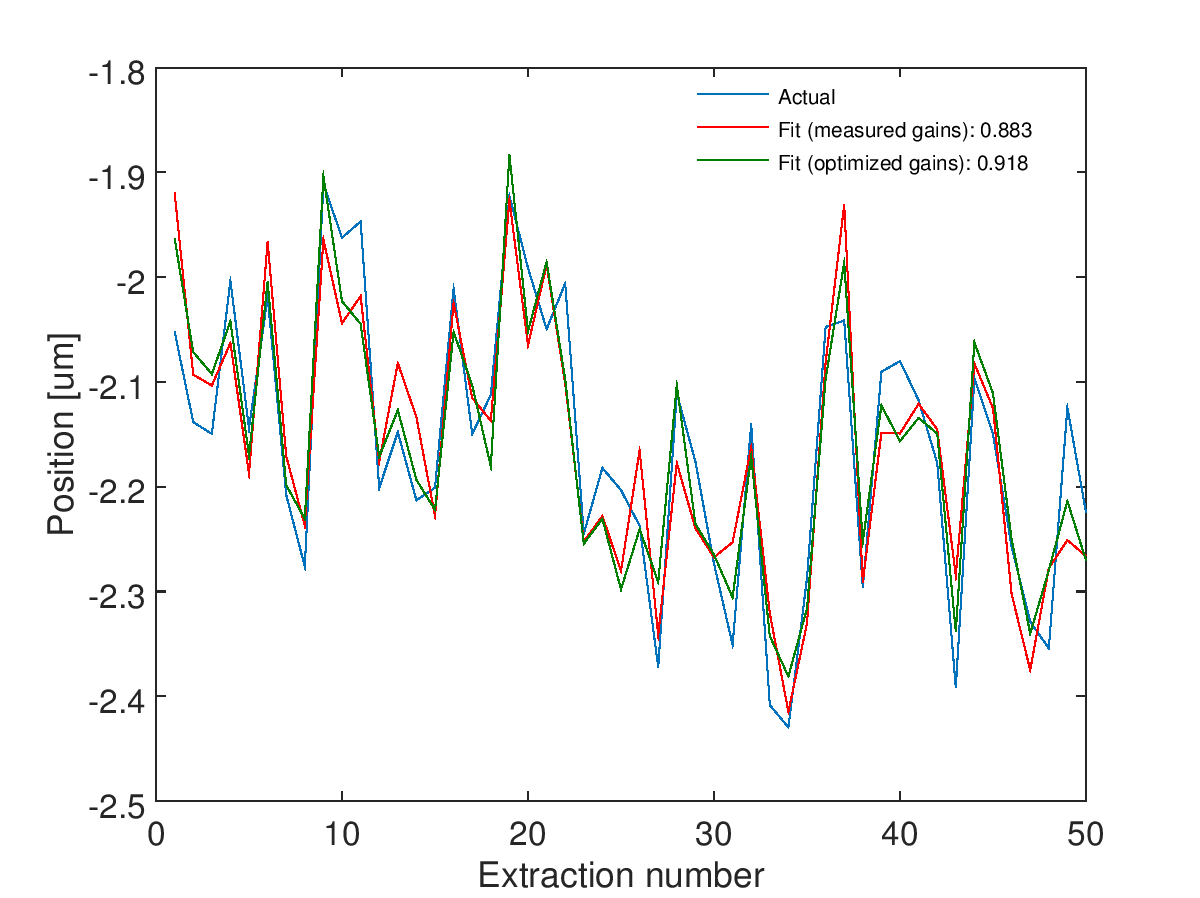 Actual
Fit (measured gains): 0.883
Fit (optimized gains): 0.918
-1.8
-1.9
-2
-2.1
-2.2
-2.3
-2.4
-2.5
Position [um]
0 10 20 30 40 50
Extraction number